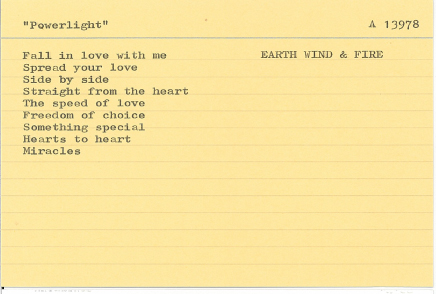 "Powerlight" A 13978
Fall in love with me EARTH WIND & FIRE
Spread your love
Side by side
Straight from the heart
The speed of love
Freedom of choice
Something special
Hearts to heart
Miracles